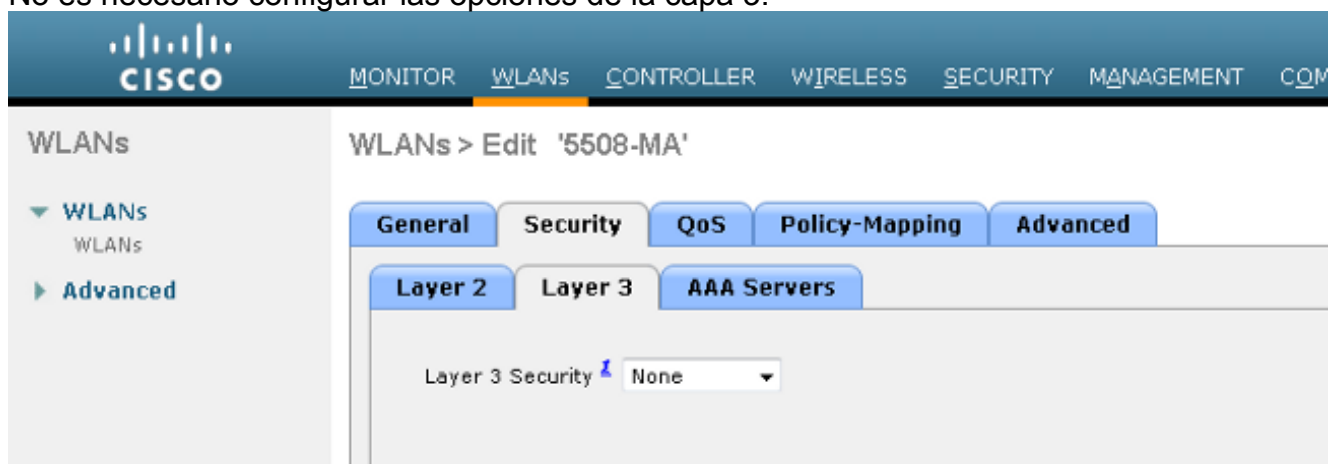 No es necesario configurar las opciones de la capa 3.
CISCO
MONITOR WLANs CONTROLLER WIRELESS SECURITY MANAGEMENT
WLANs
WLANs > Edit '5508-MA'
WLANs
WLANs
Advanced
General Security QoS Policy-Mapping Advanced
Layer 2 Layer 3 AAA Servers
Layer 3 Security 1 None